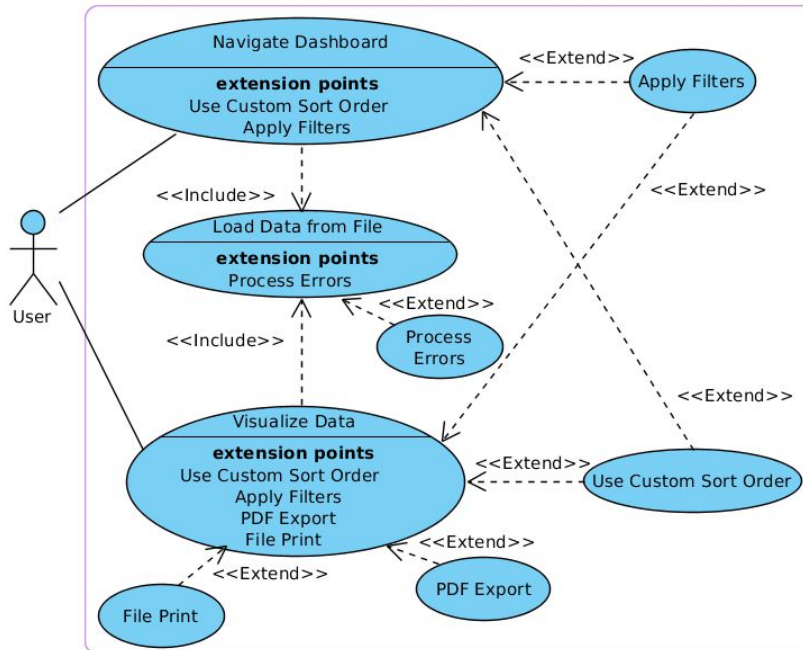 Navigate Dashboard
extension points
Use Custom Sort Order
Apply Filters
<<Extend>>
Apply Filters
<<Include>>
<<Extend>>
Load Data from File
extension points
Process Errors
<<Extend>>
Process
Errors
User
<<Include>>
<<Extend>>
Visualize Data
extension points
Use Custom Sort Order
Apply Filters
PDF Export
File Print
<<Extend>>
Use Custom Sort Order
<<Extend>>
<<Extend>>
File Print
PDF Export